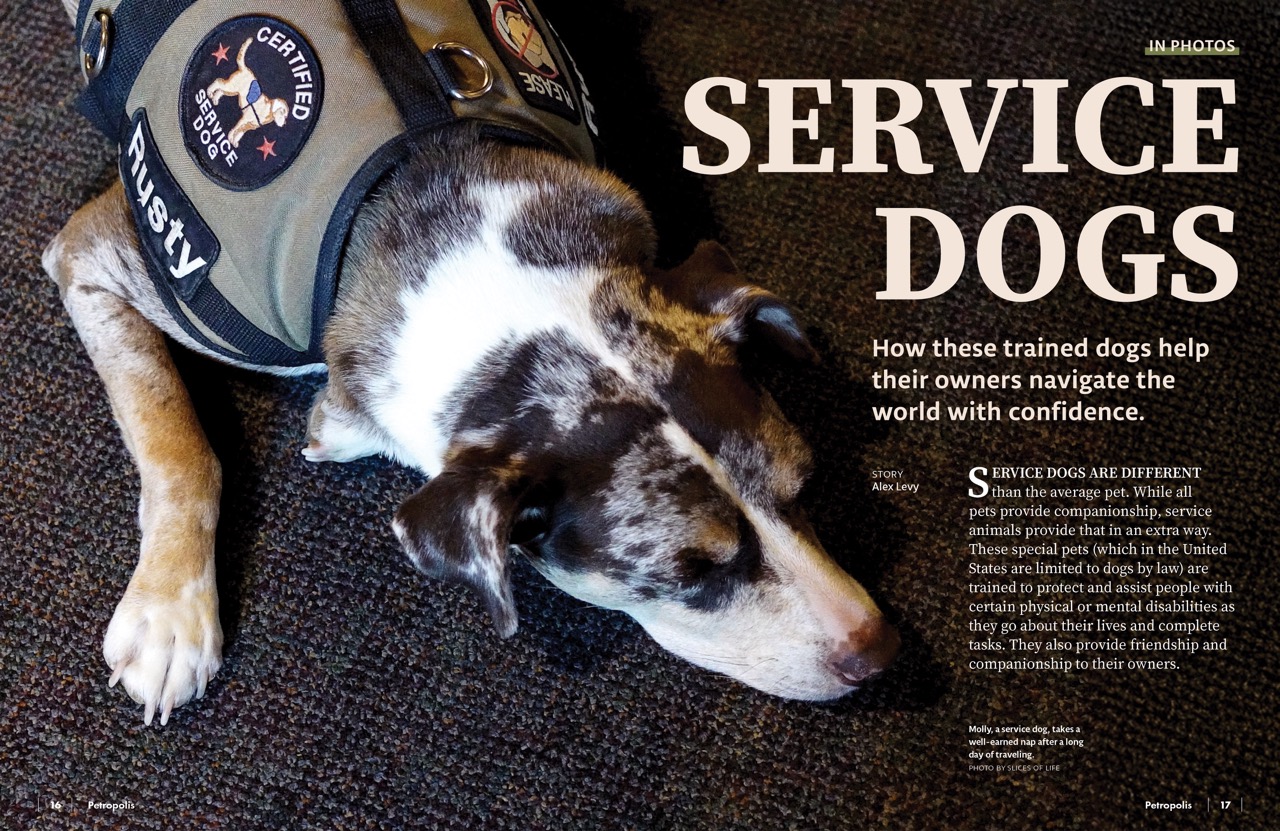 CERTIFIED
SERVICE
DOG
Rusty
PLEASE
IN PHOTOS
SERVICE
DOGS
How these trained dogs help
their owners navigate the
world with confidence.
STORY
Alex Levy
SERVICE DOGS ARE DIFFERENT
than the average pet. While all
pets provide companionship, service
animals provide that in an extra way.
These special pets (which in the United
States are limited to dogs by law) are
trained to protect and assist people with
certain physical or mental disabilities as
they go about their lives and complete
tasks. They also provide friendship and
companionship to their owners.
Molly, a service dog, takes a
well-earned nap after a long
day of traveling.
PHOTO BY SLICES OF LIFE
16 Petropolis
Petropolis 17